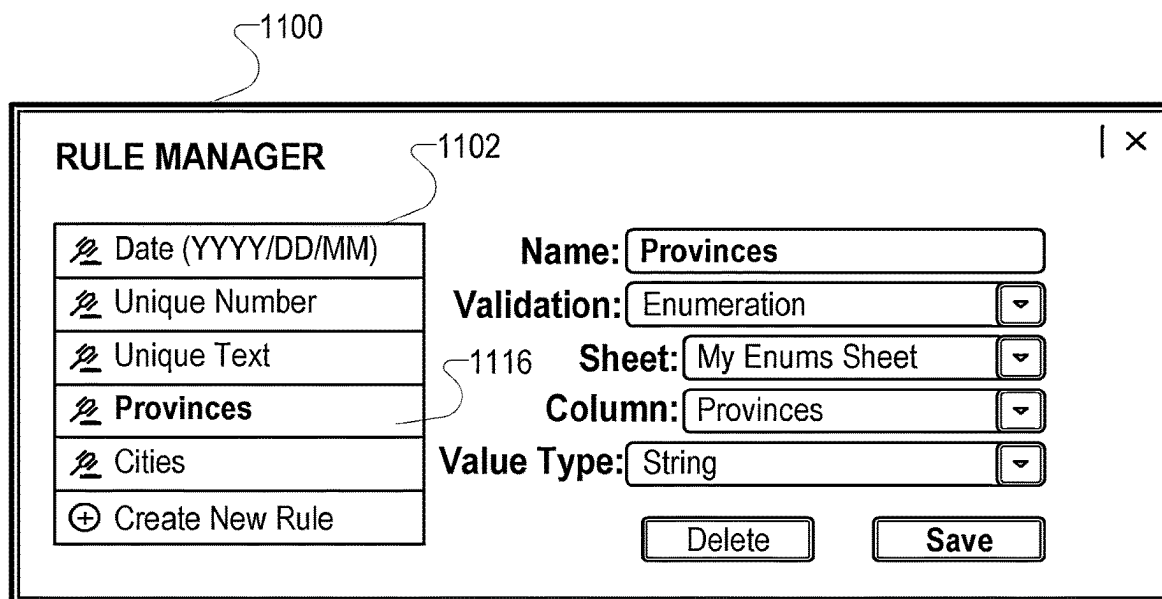 1100
RULE MANAGER
1102
Date (YYYY/DD/MM)
Unique Number
Unique Text
Provinces
1116
Cities
Create New Rule
Name: Provinces
Validation: Enumeration
Sheet: My Enums Sheet
Column: Provinces
Value Type: String
Delete
Save